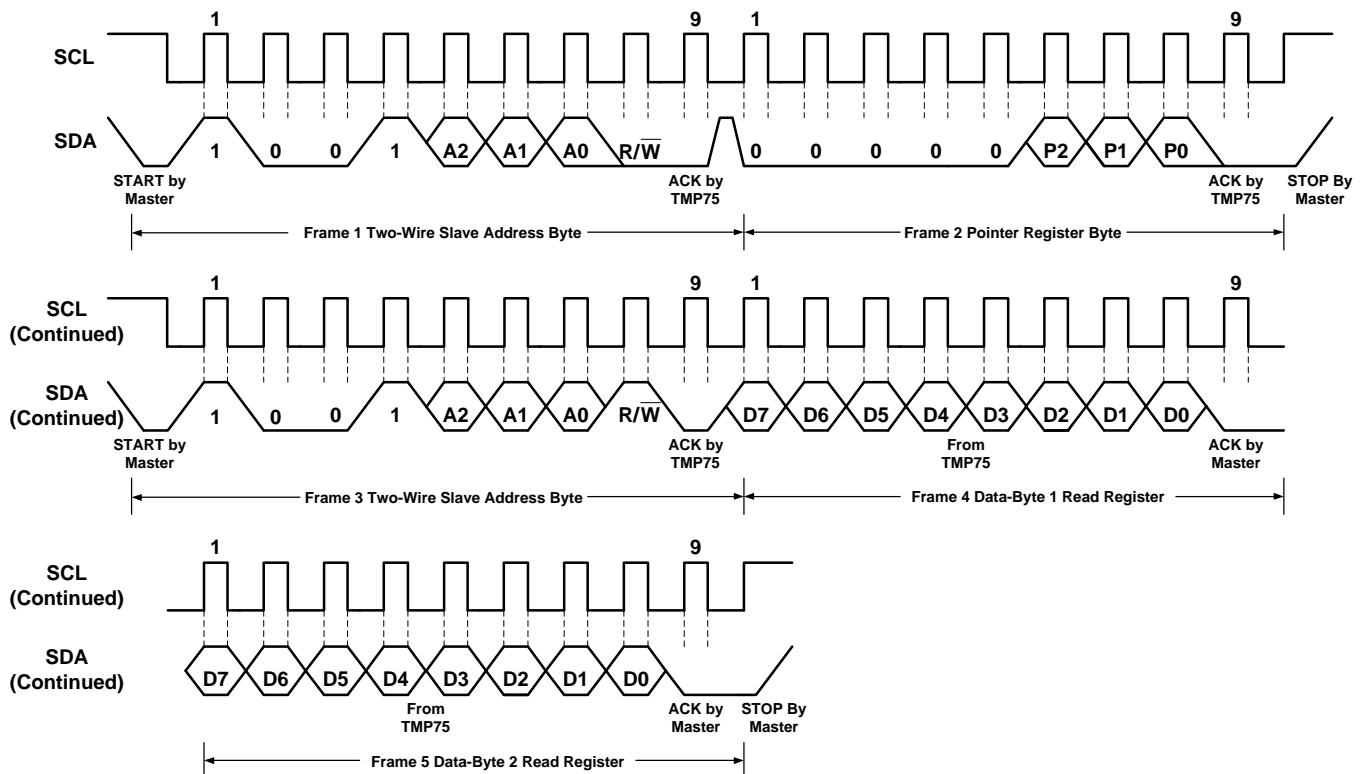 1 9 1 9
SCL
SDA
1 0 0 1 A2 A1 A0 R/W̅ 0 0 0 0 0 P2 P1 P0
START by Master
ACK by TMP75
ACK by TMP75
STOP By Master
Frame 1 Two-Wire Slave Address Byte
Frame 2 Pointer Register Byte
1 9 1 9
SCL
(Continued)
SDA
(Continued)
1 0 0 1 A2 A1 A0 R/W̅ D7 D6 D5 D4 D3 D2 D1 D0
START by Master
ACK by TMP75
From TMP75
ACK by Master
Frame 3 Two-Wire Slave Address Byte
Frame 4 Data-Byte 1 Read Register
1 9
SCL
(Continued)
SDA
(Continued)
D7 D6 D5 D4 D3 D2 D1 D0
From TMP75
ACK by Master
STOP By Master
Frame 5 Data-Byte 2 Read Register